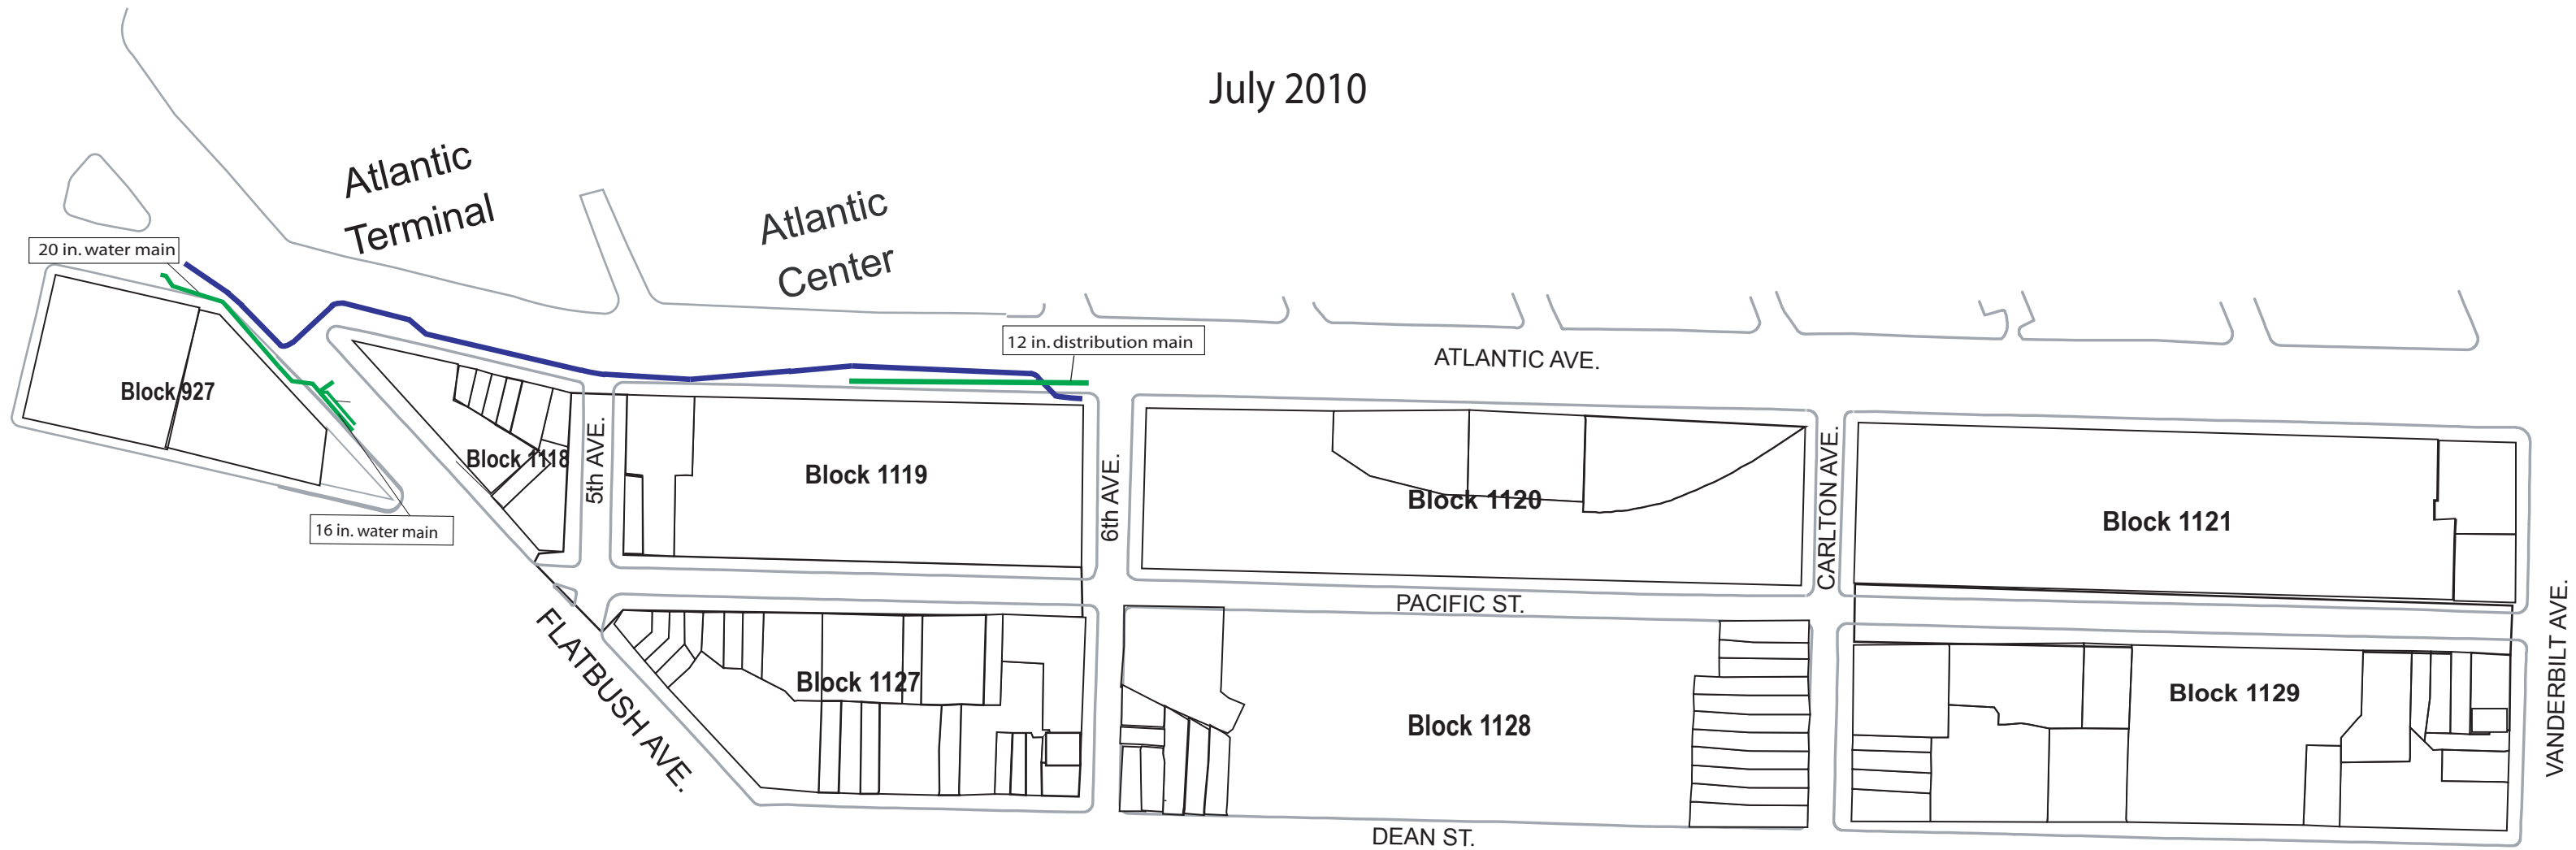 July 2010
Atlantic
Terminal
Atlantic
Center
20 in. water main
12 in. distribution main
ATLANTIC AVE.
Block 927
Block 1118
5th AVE.
Block 1119
6th AVE.
Block 1120
CARLTON AVE.
Block 1121
16 in. water main
PACIFIC ST.
FLATBUSH AVE.
Block 1127
Block 1128
Block 1129
VANDERBILT AVE.
DEAN ST.